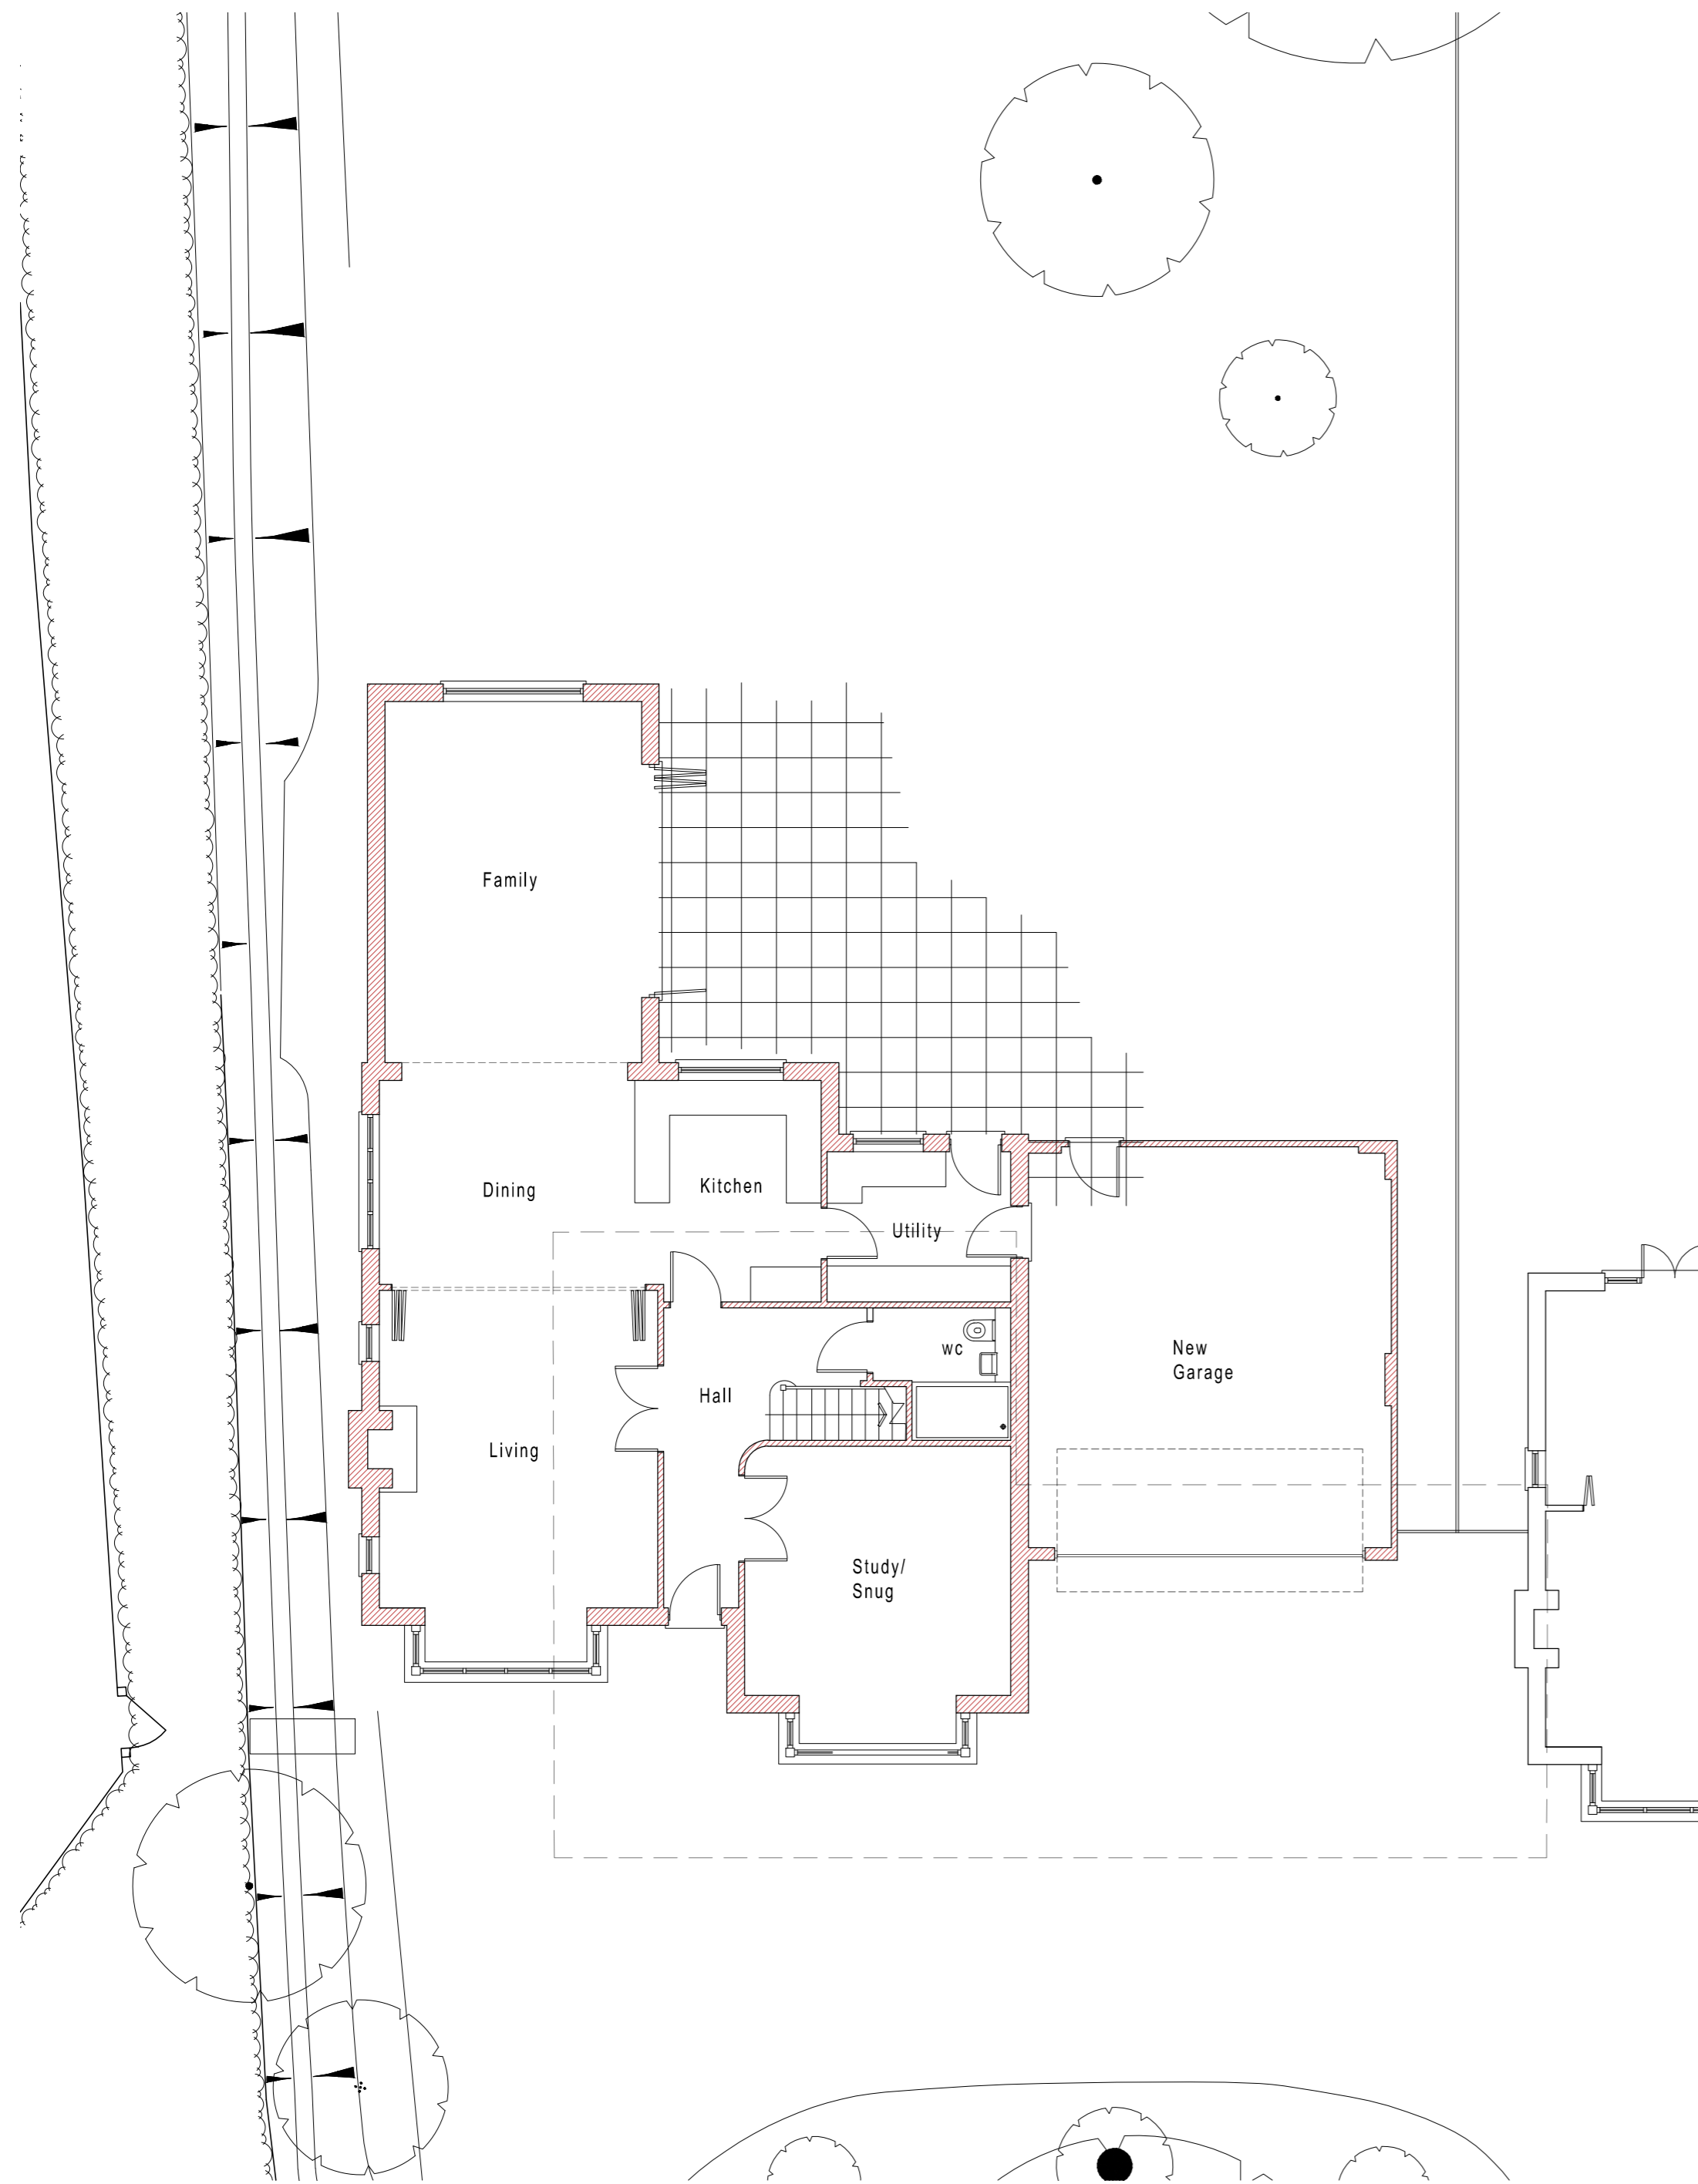 Family
Dining
Kitchen
Utility
wc
New
Garage
Hall
Living
Study/
Snug